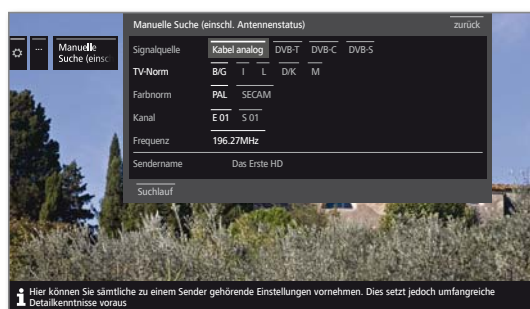 Manuelle Suche (einschl. Antennenstatus) zurück
... Manuelle
Suche (einsc
Signalquelle Kabel analog DVB-T DVB-C DVB-S
TV-Norm B/G I L D/K M
Farbnorm PAL SECAM
Kanal E 01 S 01
Frequenz 196.27MHz
Sendername Das Erste HD
Suchlauf
i Hier können Sie sämtliche zu einem Sender gehörende Einstellungen vornehmen. Dies setzt jedoch umfangreiche
Detailkenntnisse voraus